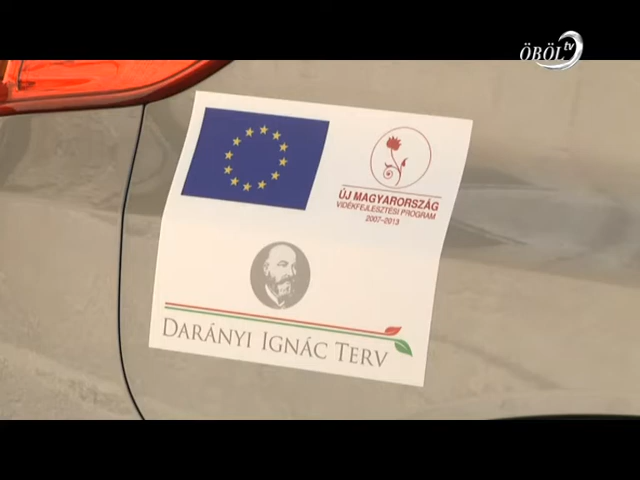 ÖBÖL tv
ÚJ MAGYARORSZÁG
VIDÉKFEJLESZTÉSI PROGRAM
2007–2013
DARÁNYI IGNÁC TERV